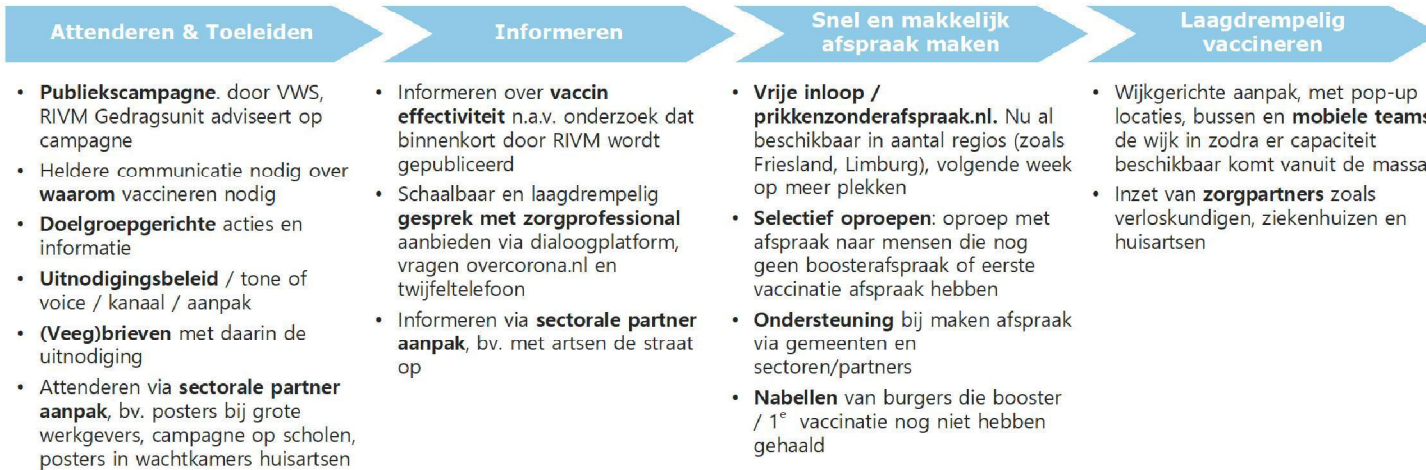 Attenderen & Toeleiden
• Publiekscampagne. door VWS,
RIVM Gedragsunit adviseert op
campagne
• Heldere communicatie nodig over
waarom vaccineren nodig
• Doelgroepgerichte acties en
informatie
• Uitnodigingsbeleid / tone of
voice / kanaal / aanpak
• (Veeg)brieven met daarin de
uitnodiging
• Attenderen via sectorale partner
aanpak, bv. posters bij grote
werkgevers, campagne op scholen,
posters in wachtkamers huisartsen
Informeren
• Informeren over vaccin
effectiviteit n.a.v. onderzoek dat
binnenkort door RIVM wordt
gepubliceerd
• Schaalbaar en laagdrempelig
gesprek met zorgprofessional
aanbieden via dialoogplatform,
vragen overcorona.nl en
twijfeltelefoon
• Informeren via sectorale partner
aanpak, bv. met artsen de straat
op
Snel en makkelijk
afspraak maken
• Vrije inloop /
prikkenzonderafspraak.nl. Nu al
beschikbaar in aantal regios (zoals
Friesland, Limburg), volgende week
op meer plekken
• Selectief oproepen: oproep met
afspraak naar mensen die nog
geen boosterafspraak of eerste
vaccinatie afspraak hebben
• Ondersteuning bij maken afspraak
via gemeenten en
sectoren/partners
• Nabellen van burgers die booster
/ 1e vaccinatie nog niet hebben
gehaald
Laagdrempelig
vaccineren
• Wijkgerichte aanpak, met pop-up
locaties, bussen en mobiele teams
de wijk in zodra er capaciteit
beschikbaar komt vanuit de massa
• Inzet van zorgpartners zoals
verloskundigen, ziekenhuizen en
huisartsen